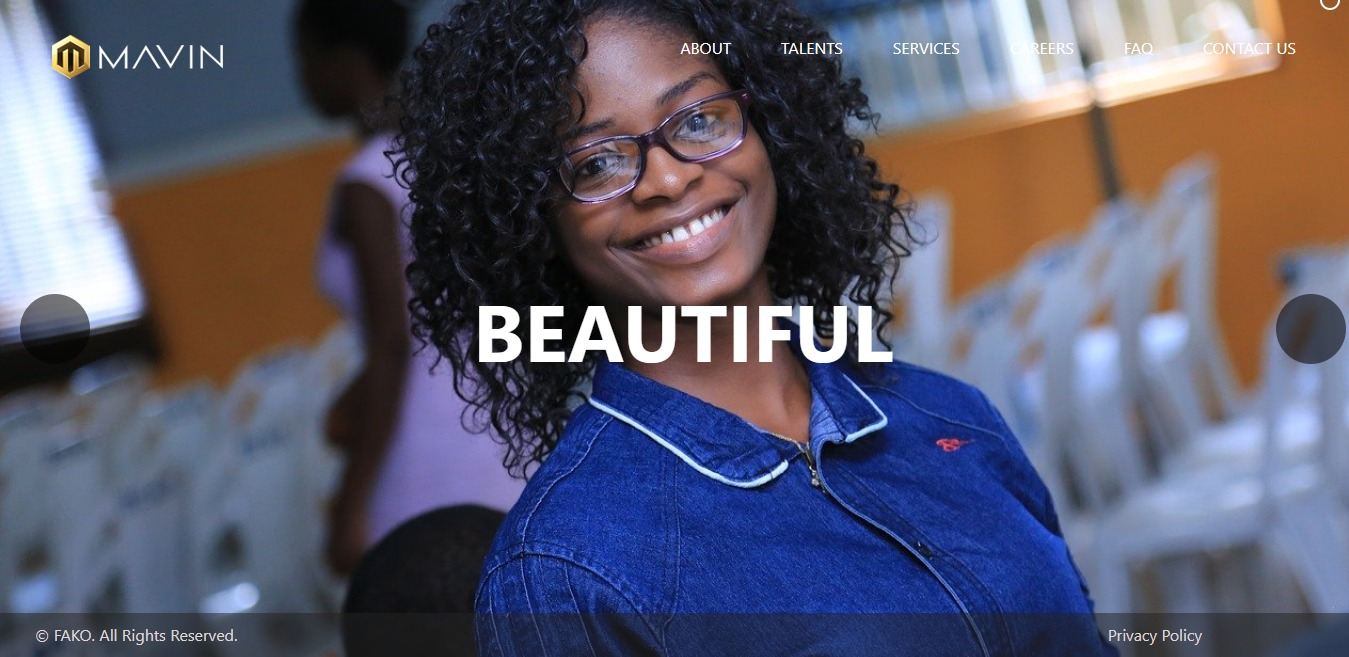 MAVIN
ABOUT TALENTS SERVICES CAREERS FAQ CONTACT US
BEAUTIFUL
© FAKO. All Rights Reserved. Privacy Policy